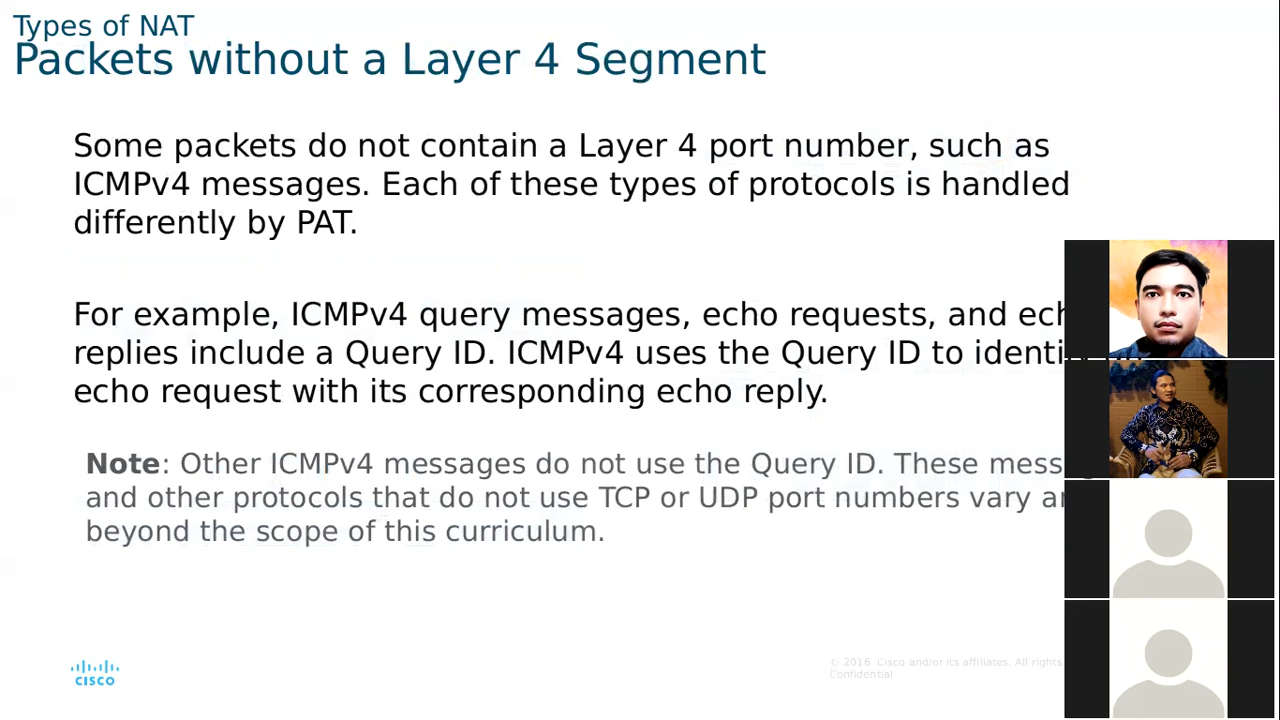 Types of NAT
Packets without a Layer 4 Segment
Some packets do not contain a Layer 4 port number, such as
ICMPv4 messages. Each of these types of protocols is handled
differently by PAT.
For example, ICMPv4 query messages, echo requests, and ech
replies include a Query ID. ICMPv4 uses the Query ID to identi
echo request with its corresponding echo reply.
Note: Other ICMPv4 messages do not use the Query ID. These mess
and other protocols that do not use TCP or UDP port numbers vary
beyond the scope of this curriculum.
CISCO
© 2016 Cisco and/or its affiliates. All rights
Confidential